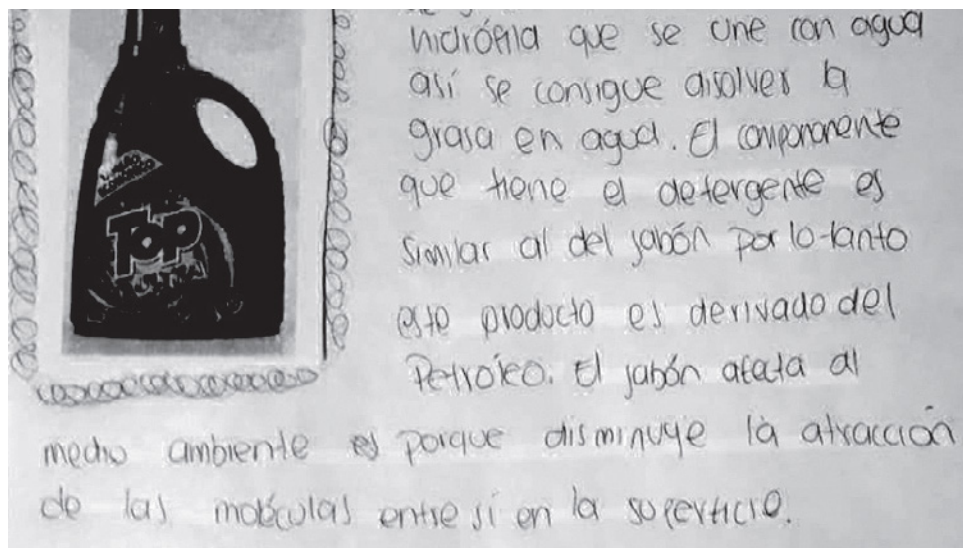 hidrófila que se une con agua
así se consigue disolver la
grasa en agua. El componente
que tiene el detergente es
similar al del jabón por lo tanto
este producto es derivado del
Petróleo. El jabón afecta al
medio ambiente es porque disminuye la atracción
de las moléculas entre sí en la superficie.
TOP